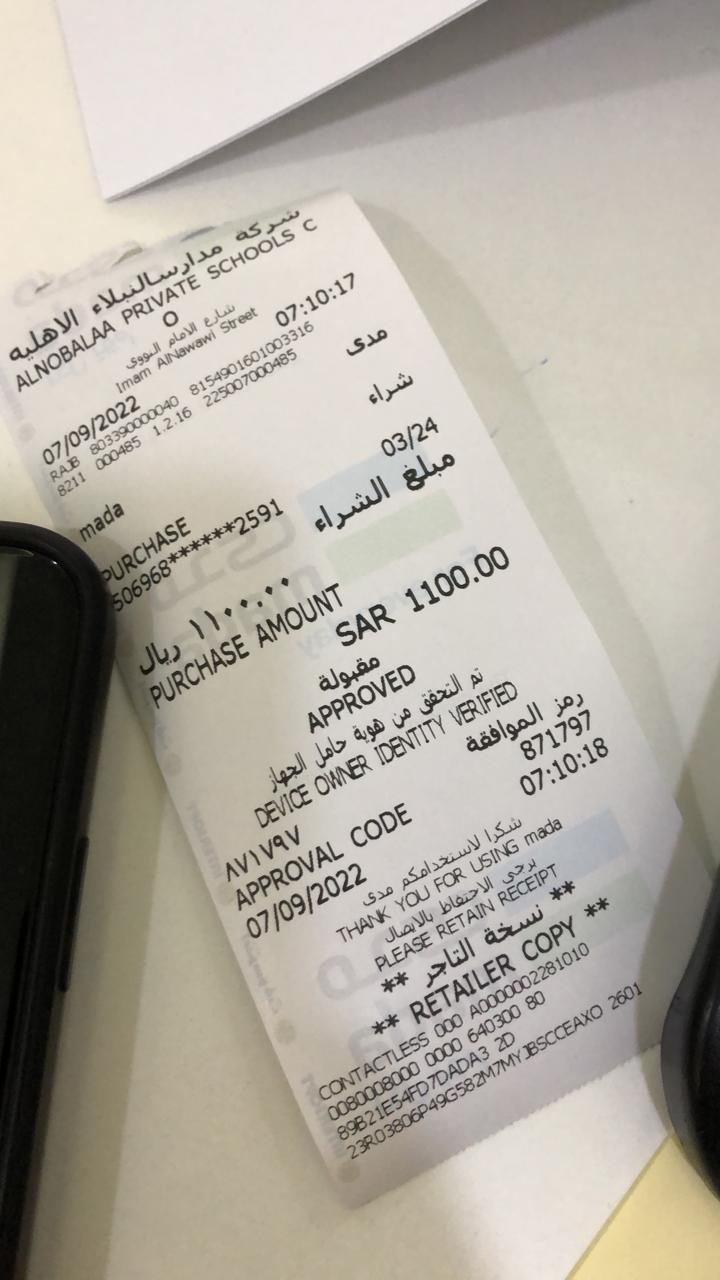 شركة مدارسالنبلاء الاهليه
ALNOBALAA PRIVATE SCHOOLS C
O
شارع الامام النووي
Imam AlNawawi Street
07/09/2022 07:10:17
RAJB 803390000040 8154901601003316
8211 000485 1.2.16 225007000485
mada مدى
PURCHASE شراء
506968******2591 03/24
مبلغ الشراء
١١٠٠.٠٠ ريال
PURCHASE AMOUNT
SAR 1100.00
مقبولة
APPROVED
تم التحقق من هوية حامل الجهاز
DEVICE OWNER IDENTITY VERIFIED
٨٧١٧٩٧ رمز الموافقة
APPROVAL CODE 871797
07/09/2022 07:10:18
شكرا لاستخدامكم مدى
THANK YOU FOR USING mada
يرجى الاحتفاظ بالايصال
PLEASE RETAIN RECEIPT
** نسخة التاجر **
** RETAILER COPY **
CONTACTLESS 000 A0000002281010
0080008000 0000 640300 80
89B21E54FD7DADA3 2D
23R03806P49G582M7MYJBSCCEAXO 2601